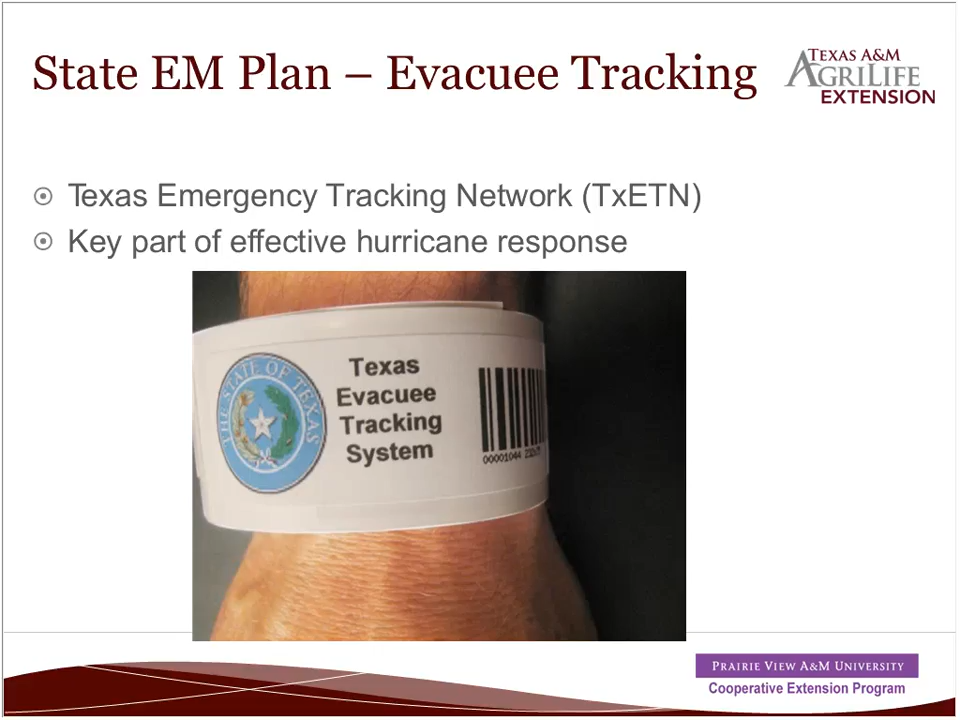 State EM Plan – Evacuee Tracking
TEXAS A&M
AGRILIFE
EXTENSION
Texas Emergency Tracking Network (TxETN)
Key part of effective hurricane response
THE STATE OF TEXAS
Texas
Evacuee
Tracking
System
00001044
PRAIRIE VIEW A&M UNIVERSITY
Cooperative Extension Program